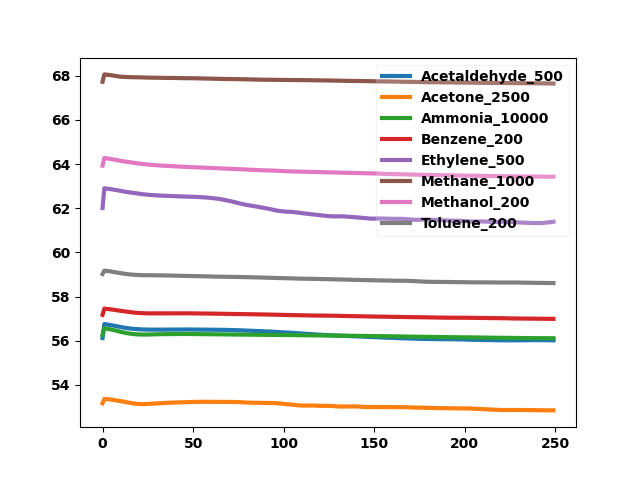 68
66
64
62
60
58
56
54
0 50 100 150 200 250
Acetaldehyde_500
Acetone_2500
Ammonia_10000
Benzene_200
Ethylene_500
Methane_1000
Methanol_200
Toluene_200